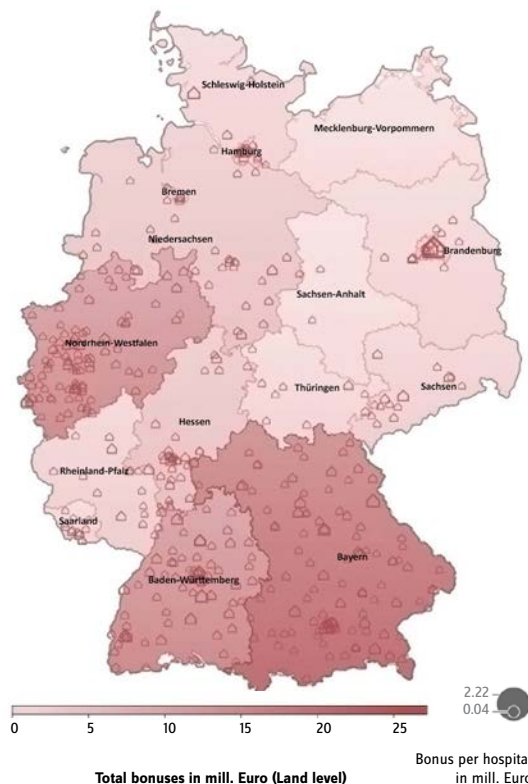 Schleswig-Holstein
Mecklenburg-Vorpommern
Hamburg
Bremen
Niedersachsen
Brandenburg
Sachsen-Anhalt
Nordrhein-Westfalen
Thüringen
Sachsen
Hessen
Rheinland-Pfalz
Saarland
Bayern
Baden-Württemberg
2.22
0.04
0 5 10 15 20 25
Bonus per hospital
Total bonuses in mill. Euro (Land level) in mill. Euro